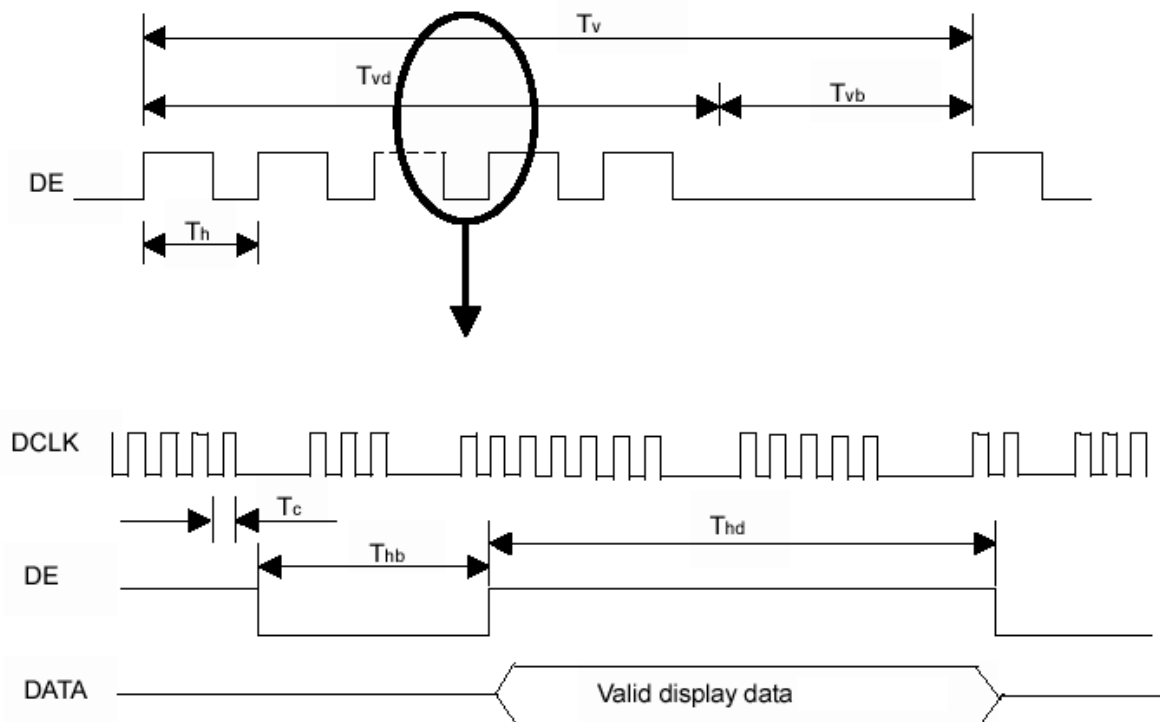 Tv
Tvd
Tvb
DE
Th
DCLK
Tc
Thd
Thb
DE
DATA
Valid display data